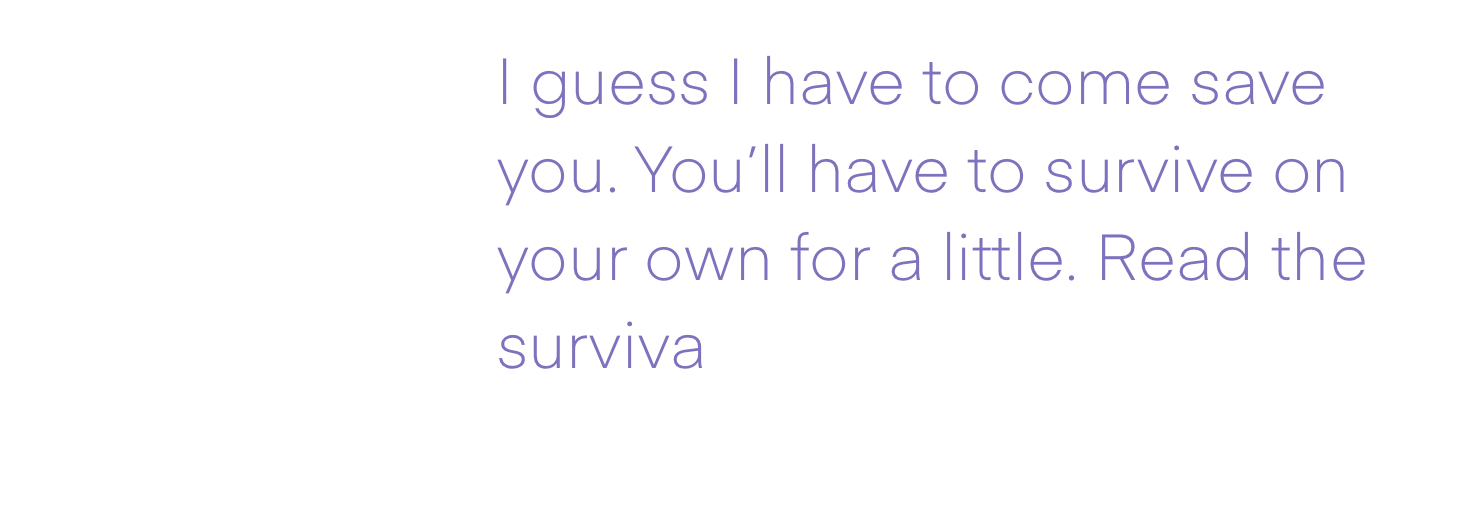 I guess I have to come save
you. You’ll have to survive on
your own for a little. Read the
surviva